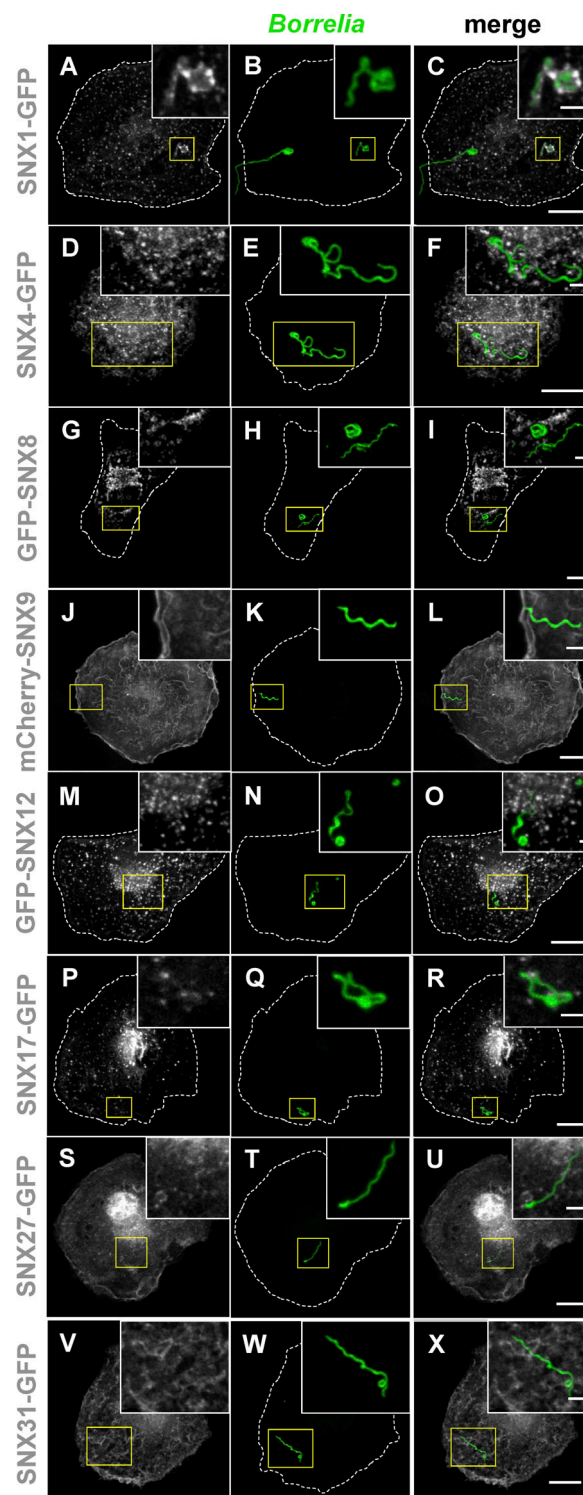 Borrelia merge
SNX1-GFP
A B C
SNX4-GFP
D E F
GFP-SNX8
G H I
mCherry-SNX9
J K L
GFP-SNX12
M N O
SNX17-GFP
P Q R
SNX27-GFP
S T U
SNX31-GFP
V W X